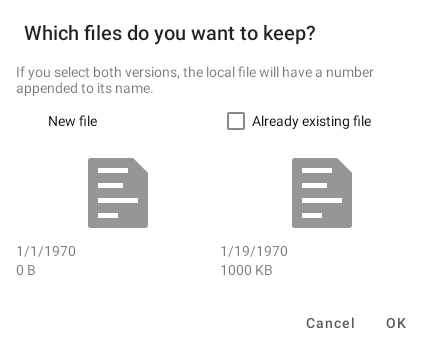 Which files do you want to keep?
If you select both versions, the local file will have a number
appended to its name.
New file
Already existing file
1/1/1970
0 B
1/19/1970
1000 KB
Cancel
OK